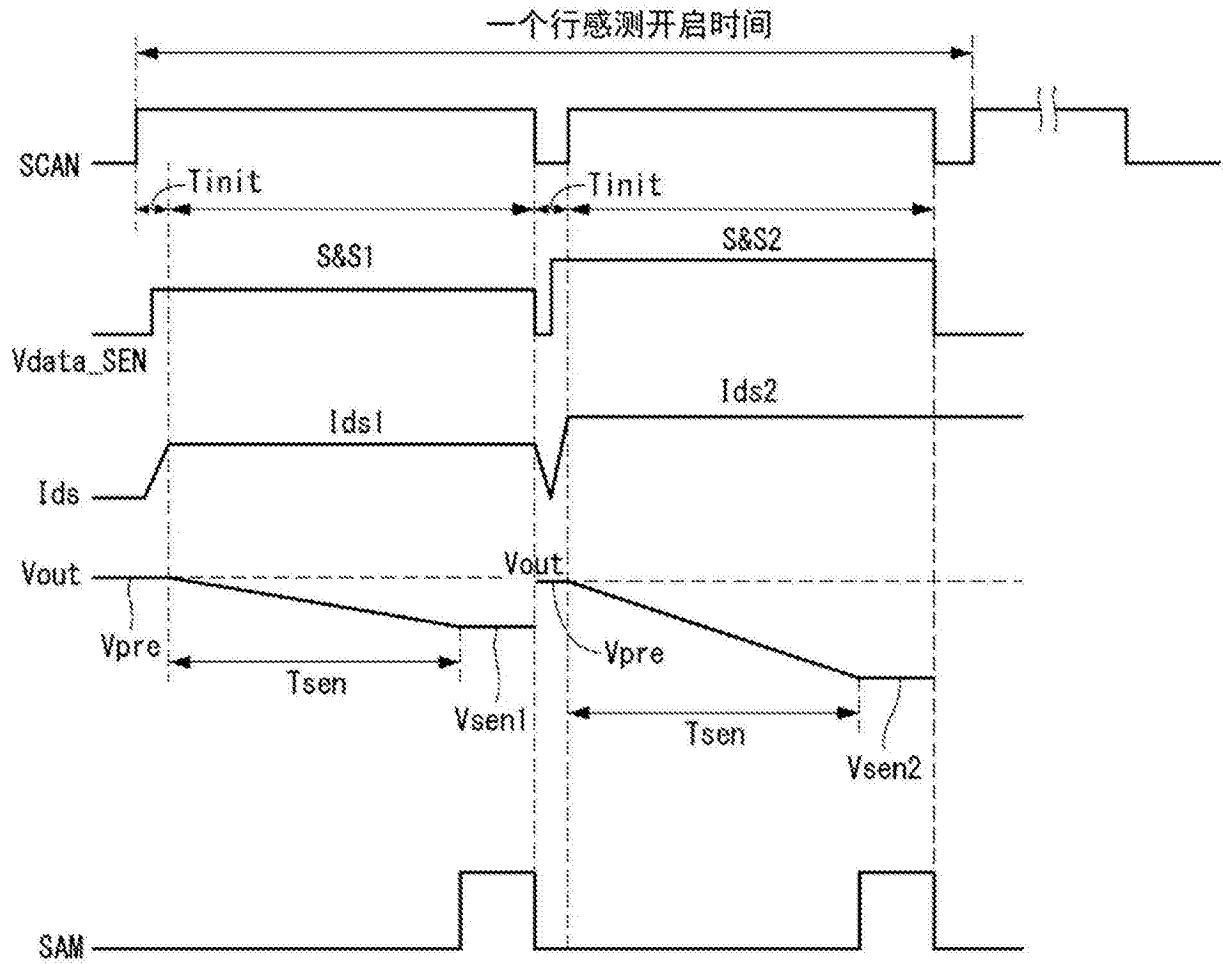 一个行感测开启时间
SCAN
Tinit
Tinit
S&S1
S&S2
Vdata_SEN
Ids1
Ids2
Ids
Vout
Vout
Vpre
Vpre
Tsen
Vsen1
Tsen
Vsen2
SAM